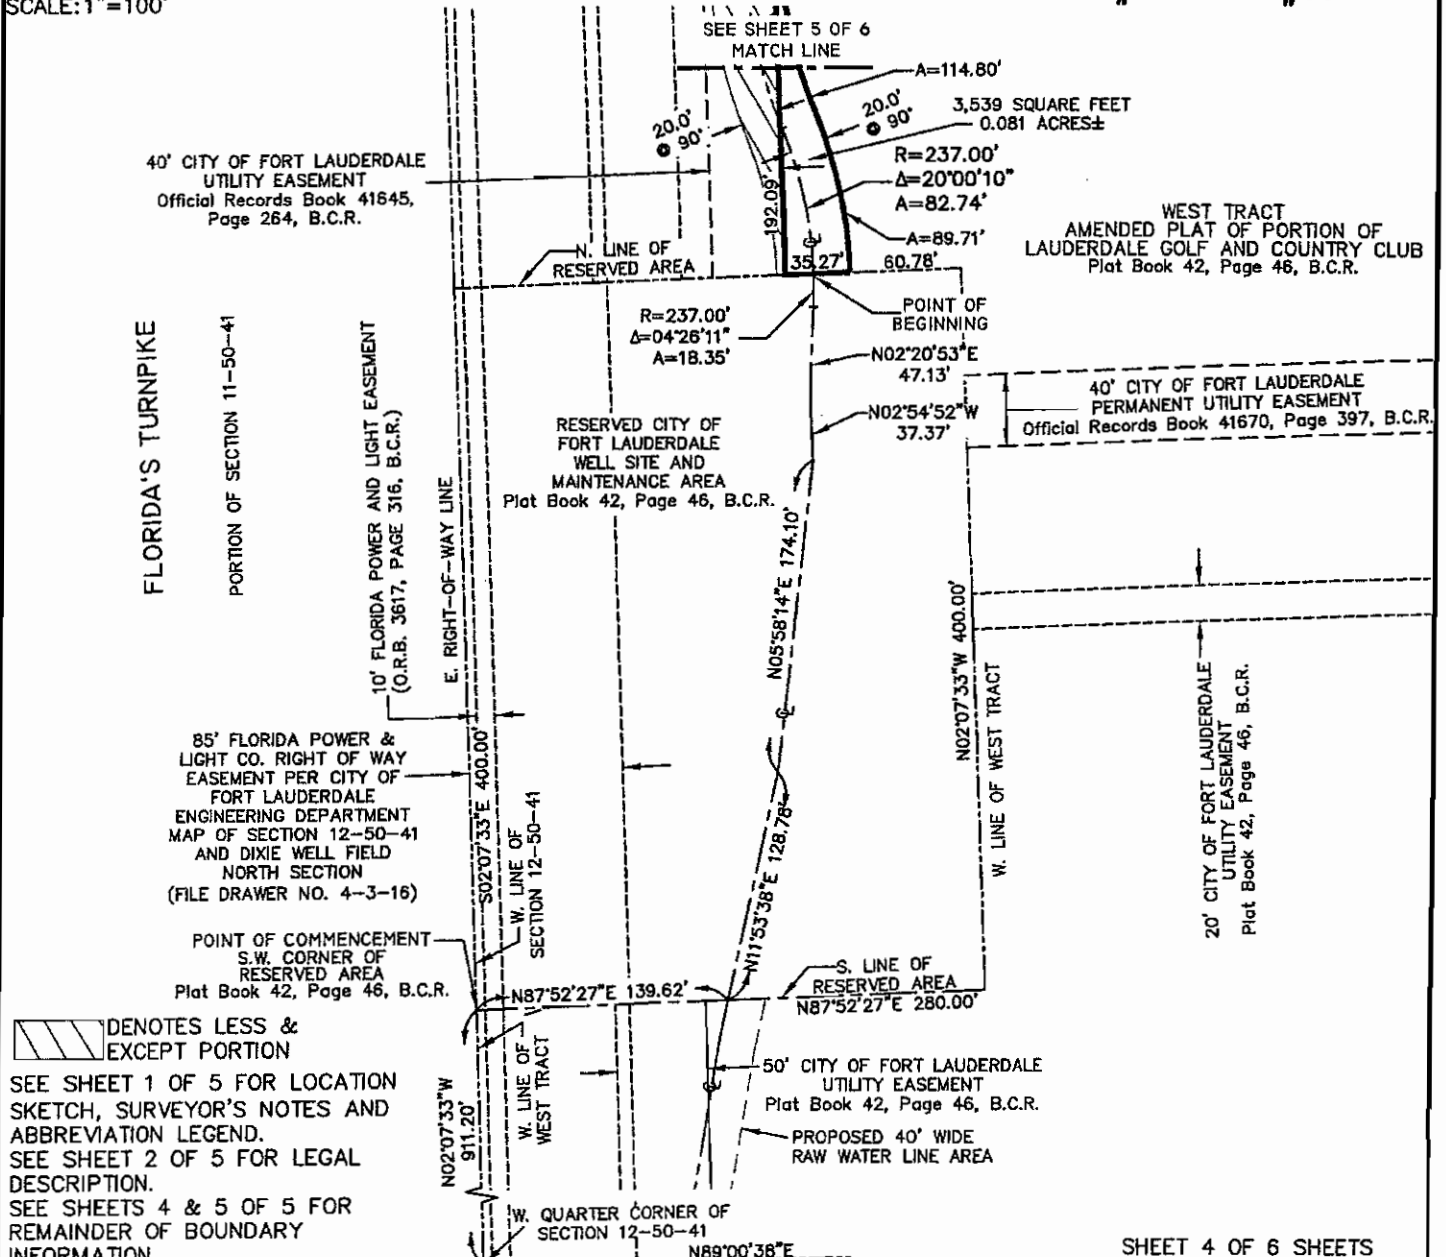 SCALE: 1"=100'
SEE SHEET 5 OF 6
MATCH LINE
A=114.80'
20.0'
@ 90°
20.0'
@ 90°
3,539 SQUARE FEET
0.081 ACRES±
R=237.00'
Δ=20°00'10"
A=82.74'
A=89.71'
192.09'
35.27'
60.78'
40' CITY OF FORT LAUDERDALE
UTILITY EASEMENT
Official Records Book 41645,
Page 264, B.C.R.
WEST TRACT
AMENDED PLAT OF PORTION OF
LAUDERDALE GOLF AND COUNTRY CLUB
Plat Book 42, Page 46, B.C.R.
N. LINE OF
RESERVED AREA
POINT OF
BEGINNING
R=237.00'
Δ=04°26'11"
A=18.35'
N02°20'53"E
47.13'
N02°54'52"W
37.37'
40' CITY OF FORT LAUDERDALE
PERMANENT UTILITY EASEMENT
Official Records Book 41670, Page 397, B.C.R.
FLORIDA'S TURNPIKE
PORTION OF SECTION 11-50-41
10' FLORIDA POWER AND LIGHT EASEMENT
(O.R.B. 3617, PAGE 316, B.C.R.)
E. RIGHT-OF-WAY LINE
RESERVED CITY OF
FORT LAUDERDALE
WELL SITE AND
MAINTENANCE AREA
Plat Book 42, Page 46, B.C.R.
N05°58'14"E 174.10'
N02°07'33"W 400.00'
W. LINE OF WEST TRACT
20' CITY OF FORT LAUDERDALE
UTILITY EASEMENT
Plat Book 42, Page 46, B.C.R.
85' FLORIDA POWER &
LIGHT CO. RIGHT OF WAY
EASEMENT PER CITY OF
FORT LAUDERDALE
ENGINEERING DEPARTMENT
MAP OF SECTION 12-50-41
AND DIXIE WELL FIELD
NORTH SECTION
(FILE DRAWER NO. 4-3-16)
S02°07'33"E 400.00'
W. LINE OF
SECTION 12-50-41
N11°53'38"E 128.78'
POINT OF COMMENCEMENT
S.W. CORNER OF
RESERVED AREA
Plat Book 42, Page 46, B.C.R.
N87°52'27"E 139.62'
S. LINE OF
RESERVED AREA
N87°52'27"E 280.00'
DENOTES LESS &
EXCEPT PORTION
SEE SHEET 1 OF 5 FOR LOCATION
SKETCH, SURVEYOR'S NOTES AND
ABBREVIATION LEGEND.
SEE SHEET 2 OF 5 FOR LEGAL
DESCRIPTION.
SEE SHEETS 4 & 5 OF 5 FOR
REMAINDER OF BOUNDARY
INFORMATION
N02°07'33"W
911.20'
W. LINE OF
WEST TRACT
50' CITY OF FORT LAUDERDALE
UTILITY EASEMENT
Plat Book 42, Page 46, B.C.R.
PROPOSED 40' WIDE
RAW WATER LINE AREA
W. QUARTER CORNER OF
SECTION 12-50-41
N89°00'38"E
SHEET 4 OF 6 SHEETS